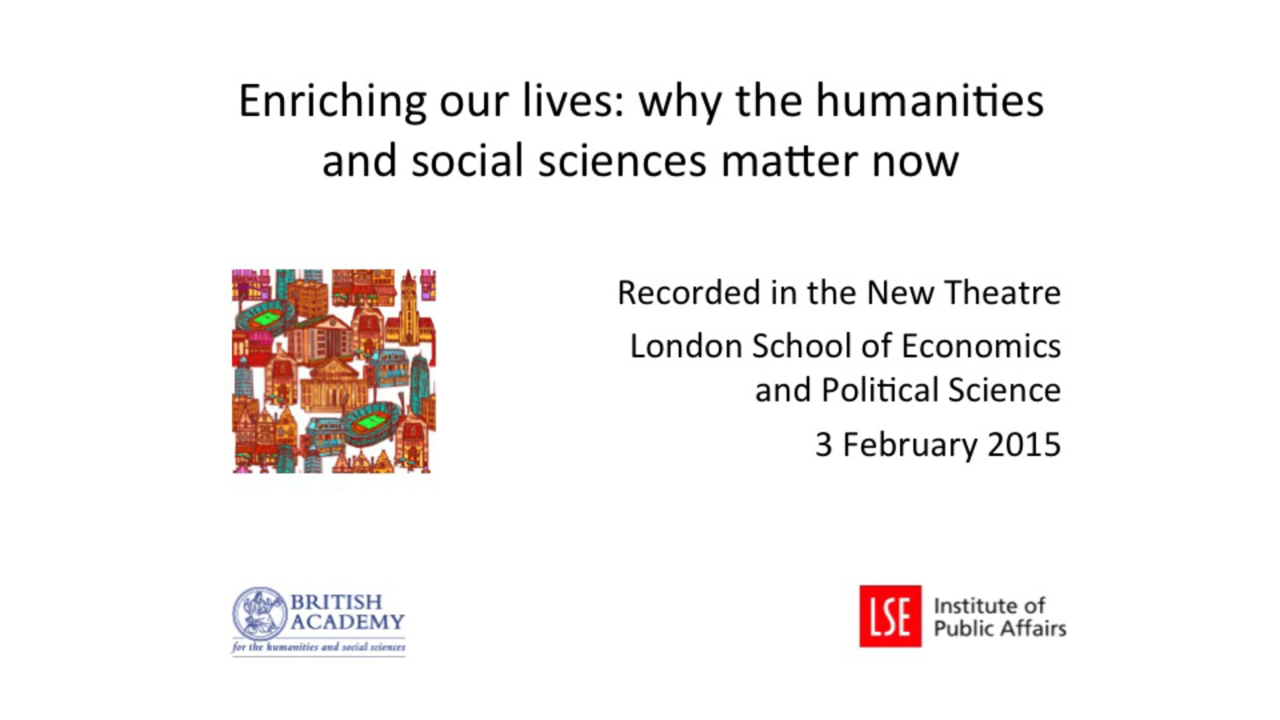 Enriching our lives: why the humanities
and social sciences matter now
Recorded in the New Theatre
London School of Economics
and Political Science
3 February 2015
BRITISH
ACADEMY
for the humanities and social sciences
LSE
Institute of
Public Affairs